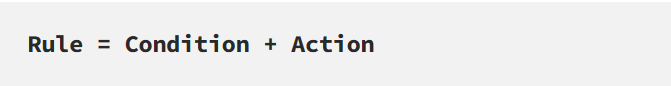 Rule = Condition + Action